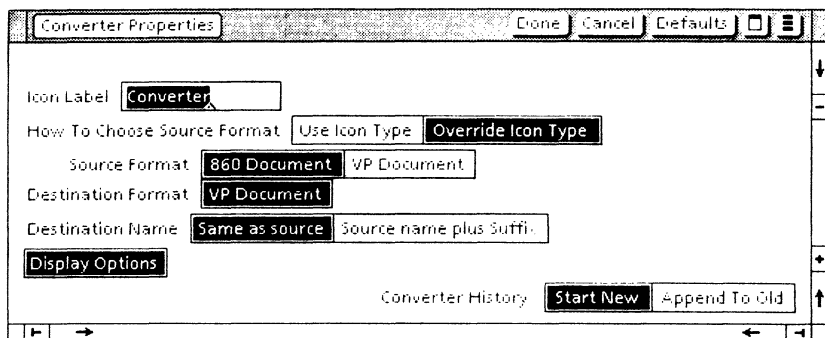 Converter Properties Done Cancel Defaults
Icon Label Converter
How To Choose Source Format Use Icon Type Override Icon Type
Source Format 860 Document VP Document
Destination Format VP Document
Destination Name Same as source Source name plus Suffix
Display Options
Converter History Start New Append To Old